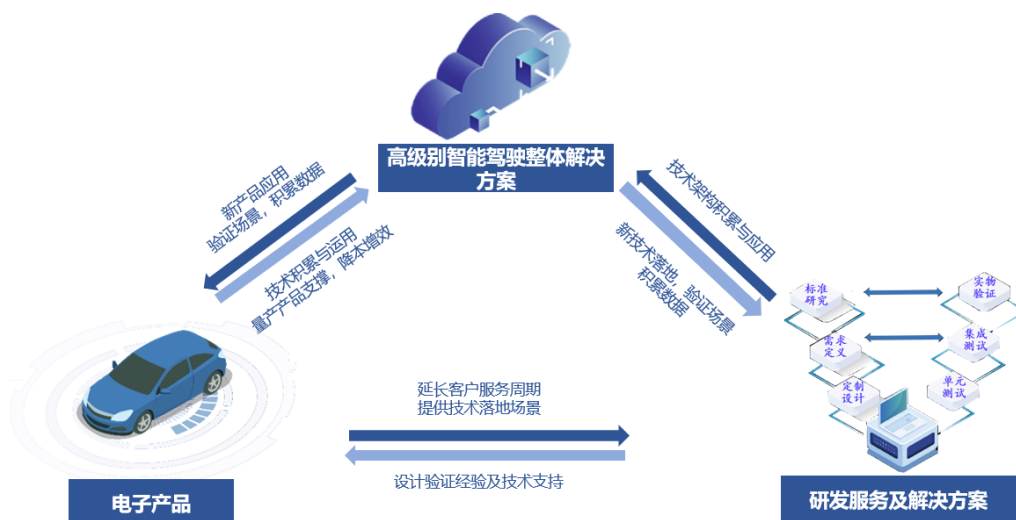 高级别智能驾驶整体解决
方案
新产品应用
验证场景，积累数据
技术积累与运用
量产产品支撑，降本增效
技术架构积累与应用
新技术落地，验证场景
积累数据
标准
研究
实物
验证
需求
定义
集成
测试
定制
设计
单元
测试
延长客户服务周期
提供技术落地场景
设计验证经验及技术支持
电子产品
研发服务及解决方案